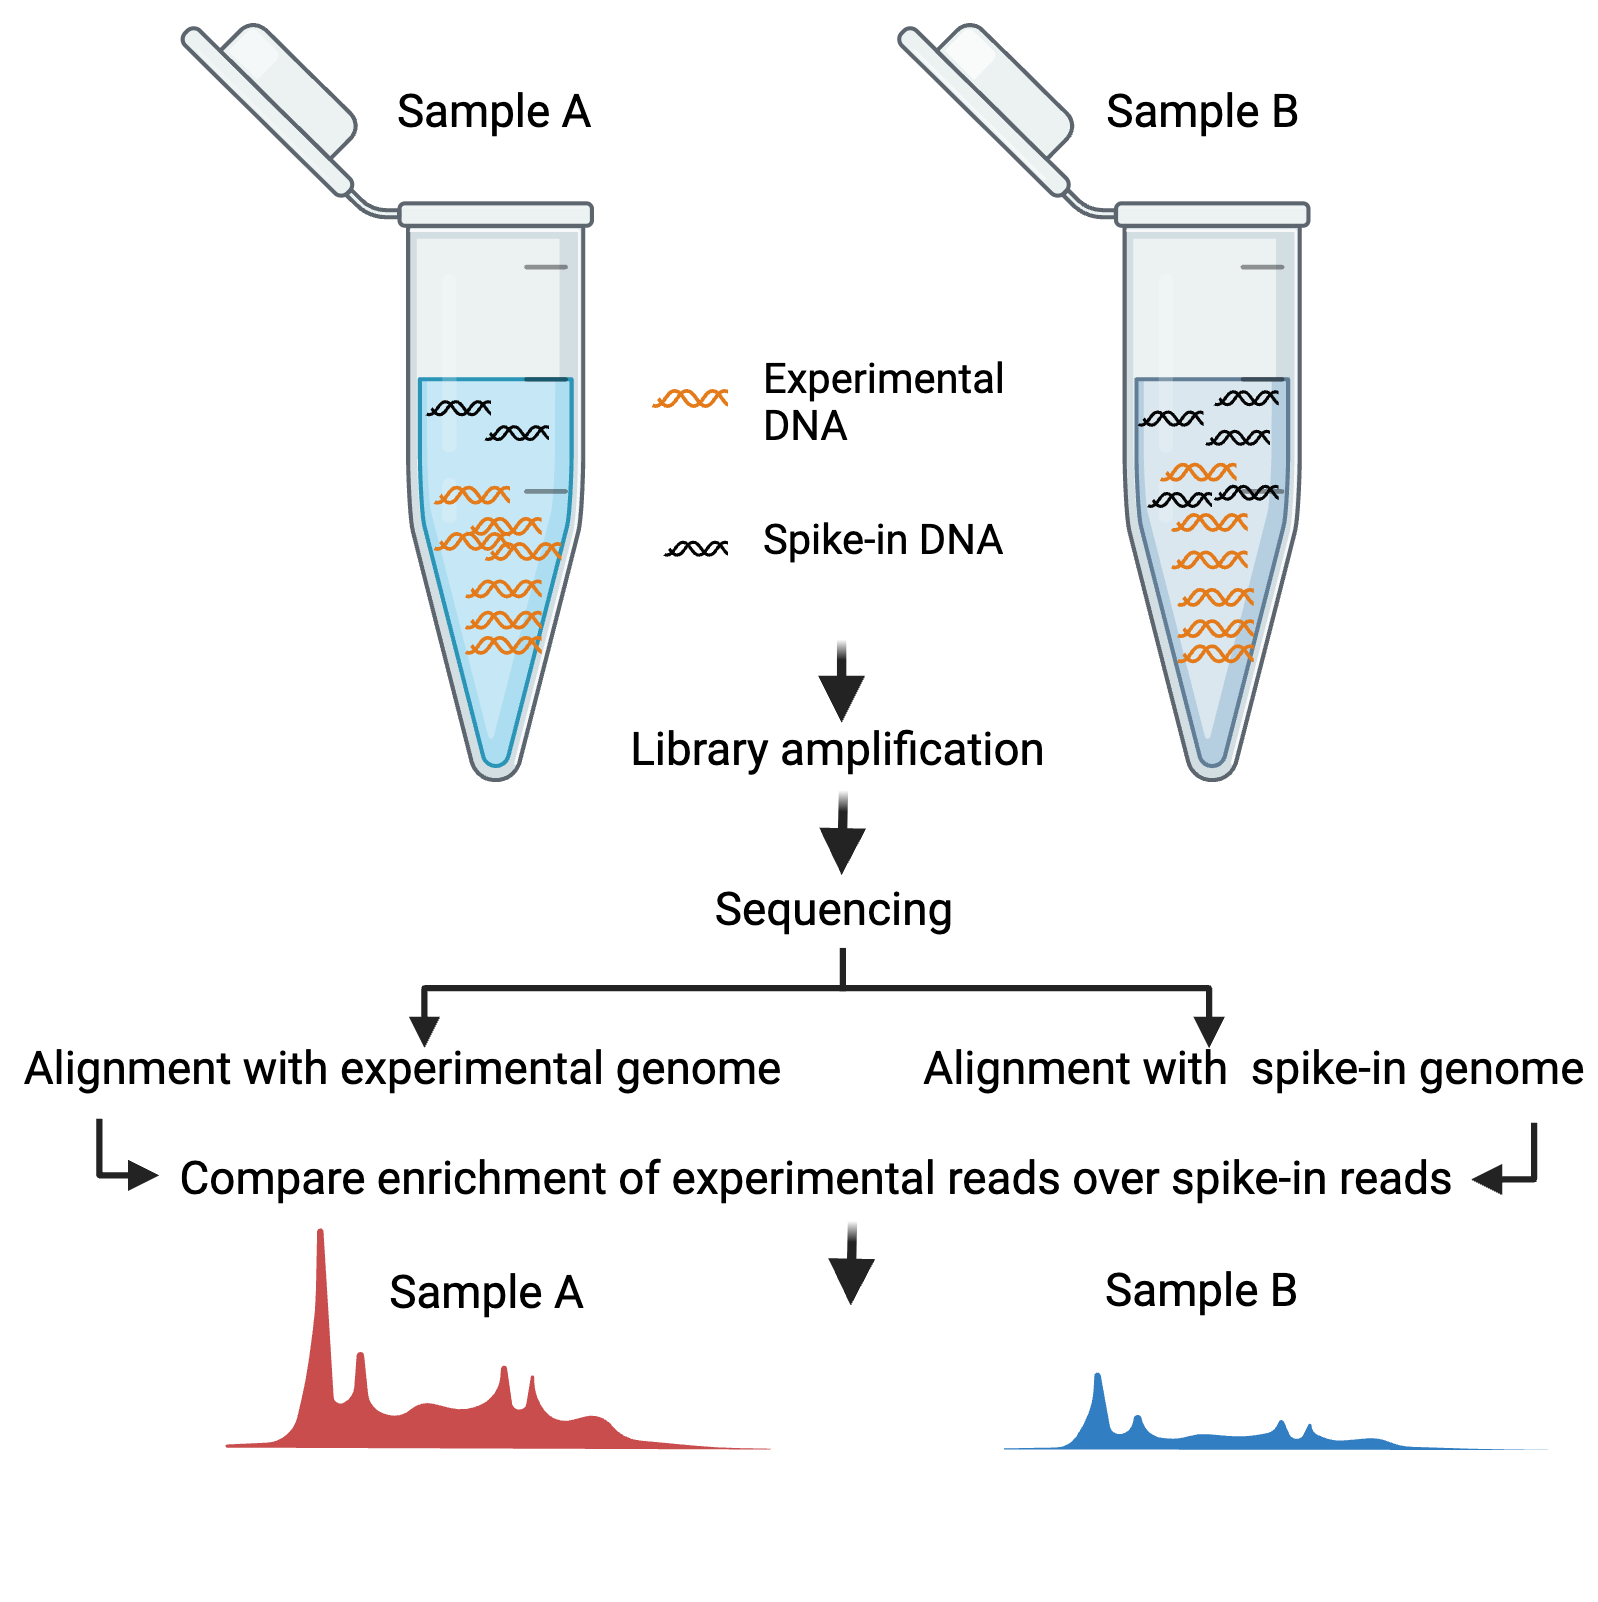 Sample A
Sample B
Experimental
DNA
Spike-in DNA
Library amplification
Sequencing
Alignment with experimental genome
Alignment with spike-in genome
Compare enrichment of experimental reads over spike-in reads
Sample A
Sample B